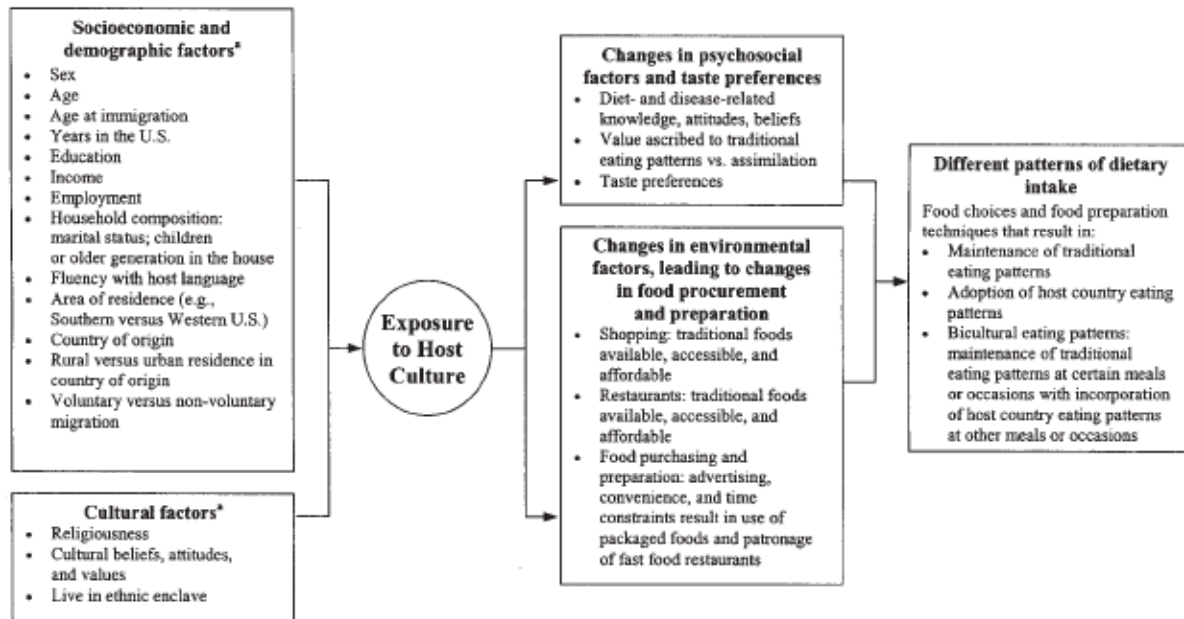 Socioeconomic and
demographic factorsª
• Sex
• Age
• Age at immigration
• Years in the U.S.
• Education
• Income
• Employment
• Household composition:
marital status; children
or older generation in the house
• Fluency with host language
• Area of residence (e.g.,
Southern versus Western U.S.)
• Country of origin
• Rural versus urban residence in
country of origin
• Voluntary versus non-voluntary
migration
Cultural factorsª
• Religiousness
• Cultural beliefs, attitudes,
and values
• Live in ethnic enclave
Exposure
to Host
Culture
Changes in psychosocial
factors and taste preferences
• Diet- and disease-related
knowledge, attitudes, beliefs
• Value ascribed to traditional
eating patterns vs. assimilation
• Taste preferences
Changes in environmental
factors, leading to changes
in food procurement
and preparation
• Shopping: traditional foods
available, accessible, and
affordable
• Restaurants: traditional foods
available, accessible, and
affordable
• Food purchasing and
preparation: advertising,
convenience, and time
constraints result in use of
packaged foods and patronage
of fast food restaurants
Different patterns of dietary
intake
Food choices and food preparation
techniques that result in:
• Maintenance of traditional
eating patterns
• Adoption of host country eating
patterns
• Bicultural eating patterns:
maintenance of traditional
eating patterns at certain meals
or occasions with incorporation
of host country eating patterns
at other meals or occasions